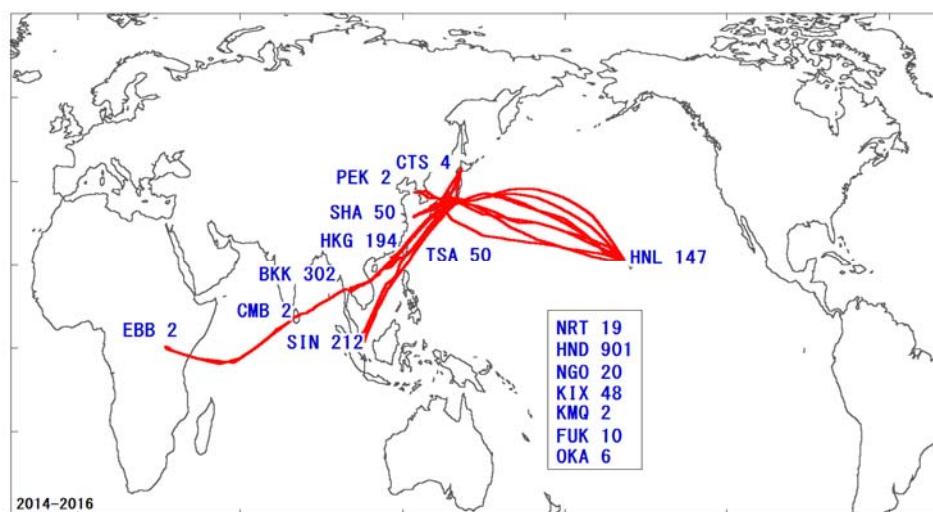 CTS 4
PEK 2
SHA 50
HKG 194
TSA 50
HNL 147
BKK 302
CMB 2
EBB 2
SIN 212
NRT 19
HND 901
NGO 20
KIX 48
KMQ 2
FUK 10
OKA 6
2014-2016